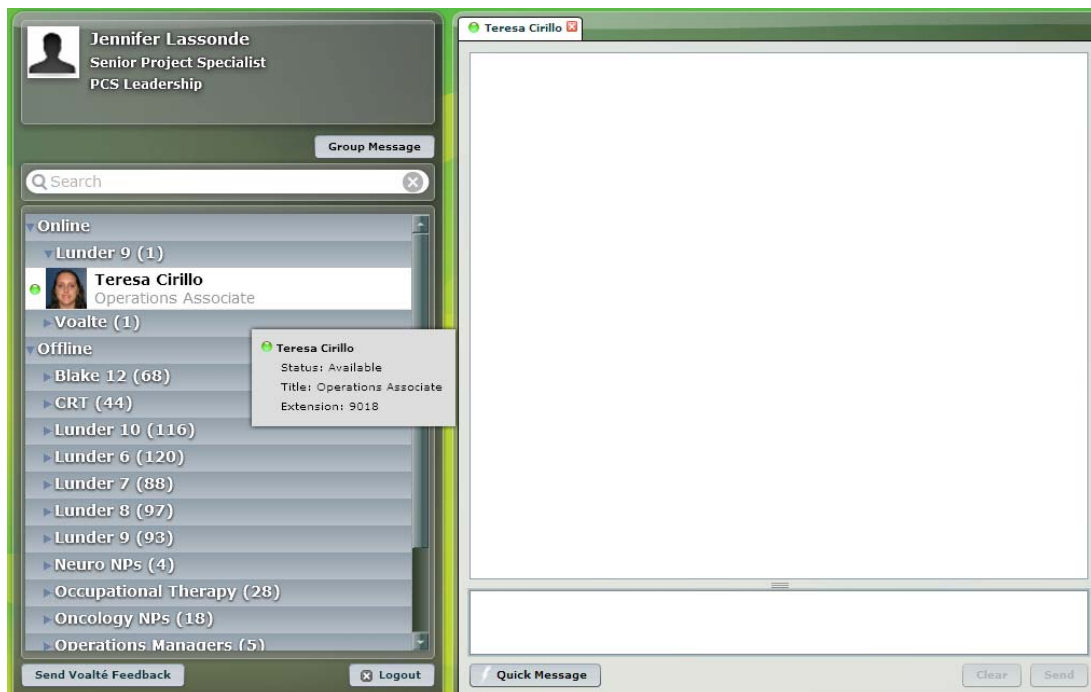 Jennifer Lassonde
Senior Project Specialist
PCS Leadership
Group Message
Search
Online
Lunder 9 (1)
Teresa Cirillo
Operations Associate
Voalte (1)
Offline
Blake 12 (68)
CRT (44)
Lunder 10 (116)
Lunder 6 (120)
Lunder 7 (88)
Lunder 8 (97)
Lunder 9 (93)
Neuro NPs (4)
Occupational Therapy (28)
Oncology NPs (18)
Operations Managers (5)
Send Voalté Feedback
Logout
Teresa Cirillo
Status: Available
Title: Operations Associate
Extension: 9018
Teresa Cirillo
Quick Message
Clear
Send